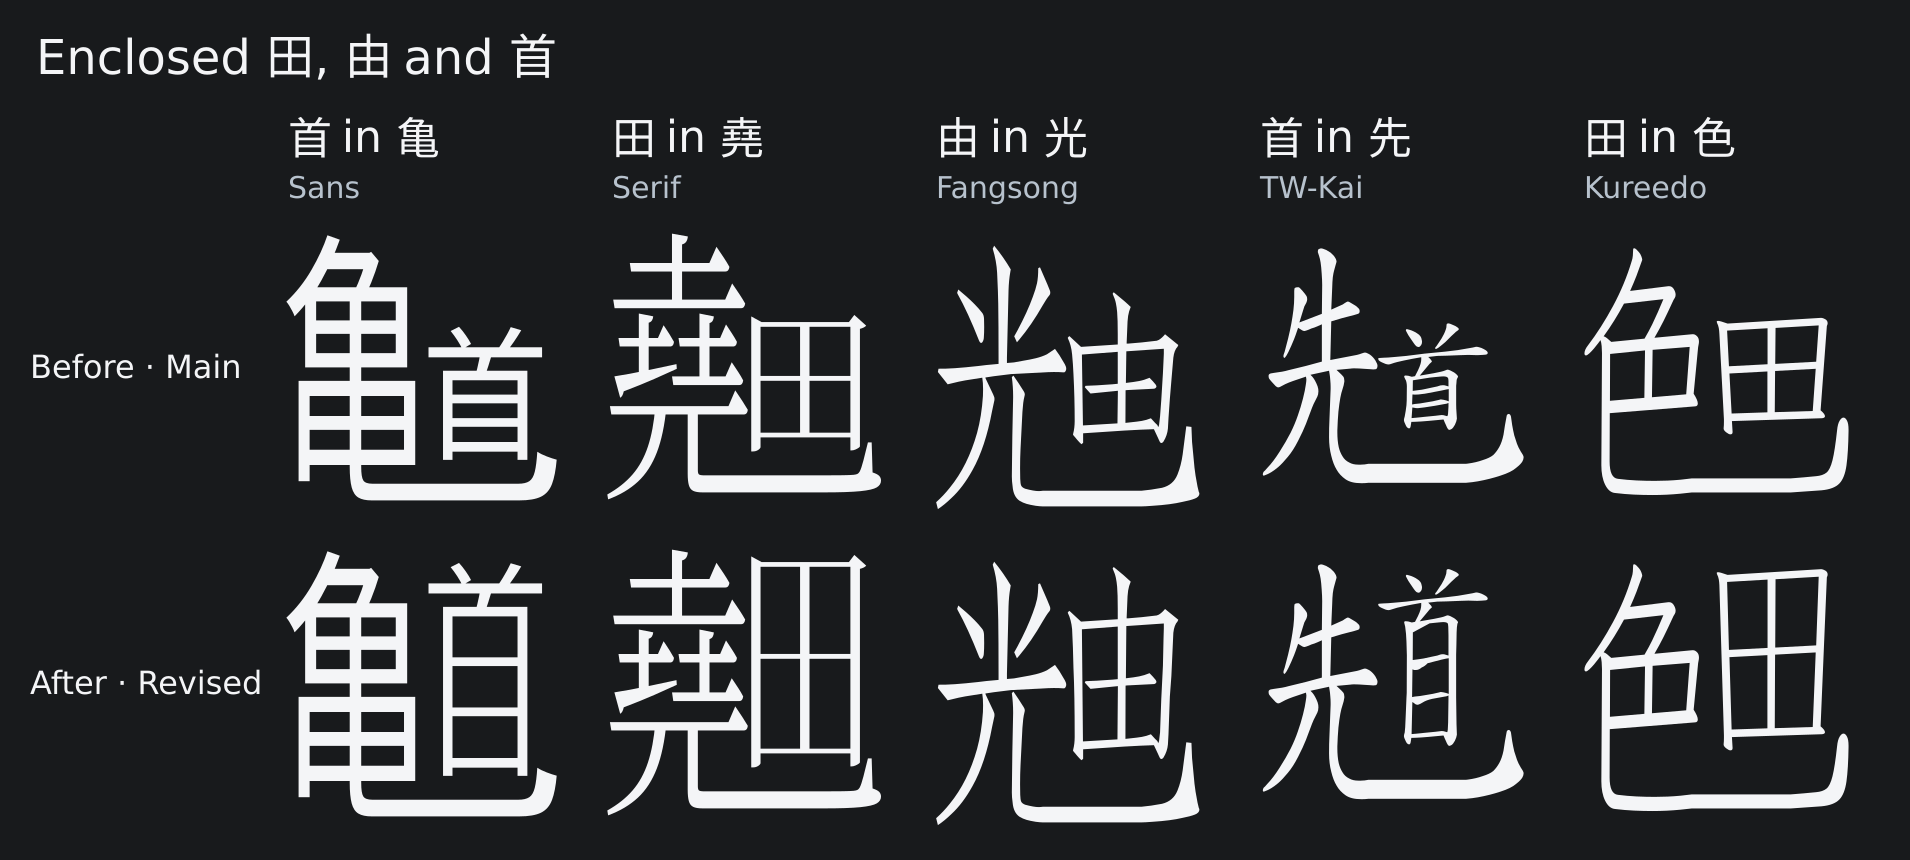 Enclosed 田, 由 and 首
首 in 亀
Sans
田 in 堯
Serif
由 in 光
Fangsong
首 in 先
TW-Kai
田 in 色
Kureedo
Before · Main
After · Revised